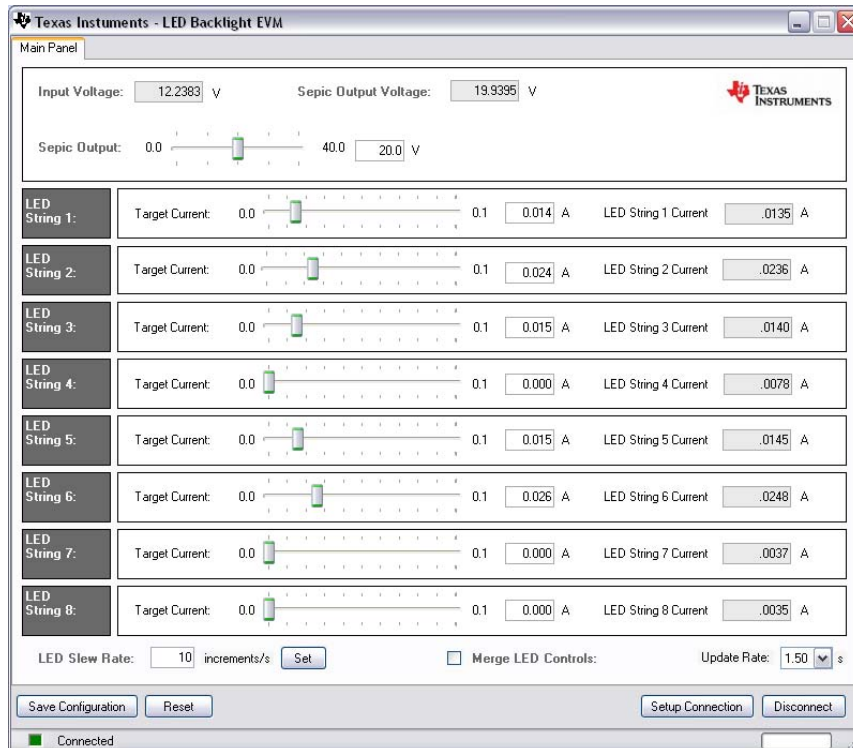 Texas Instuments - LED Backlight EVM
Main Panel
Input Voltage: 12.2383 V Sepic Output Voltage: 19.9395 V
TEXAS INSTRUMENTS
Sepic Output: 0.0 40.0 20.0 V
LED String 1: Target Current: 0.0 0.1 0.014 A LED String 1 Current .0135 A
LED String 2: Target Current: 0.0 0.1 0.024 A LED String 2 Current .0236 A
LED String 3: Target Current: 0.0 0.1 0.015 A LED String 3 Current .0140 A
LED String 4: Target Current: 0.0 0.1 0.000 A LED String 4 Current .0078 A
LED String 5: Target Current: 0.0 0.1 0.015 A LED String 5 Current .0145 A
LED String 6: Target Current: 0.0 0.1 0.026 A LED String 6 Current .0248 A
LED String 7: Target Current: 0.0 0.1 0.000 A LED String 7 Current .0037 A
LED String 8: Target Current: 0.0 0.1 0.000 A LED String 8 Current .0035 A
LED Slew Rate: 10 increments/s Set Merge LED Controls: Update Rate: 1.50 s
Save Configuration Reset Setup Connection Disconnect
Connected